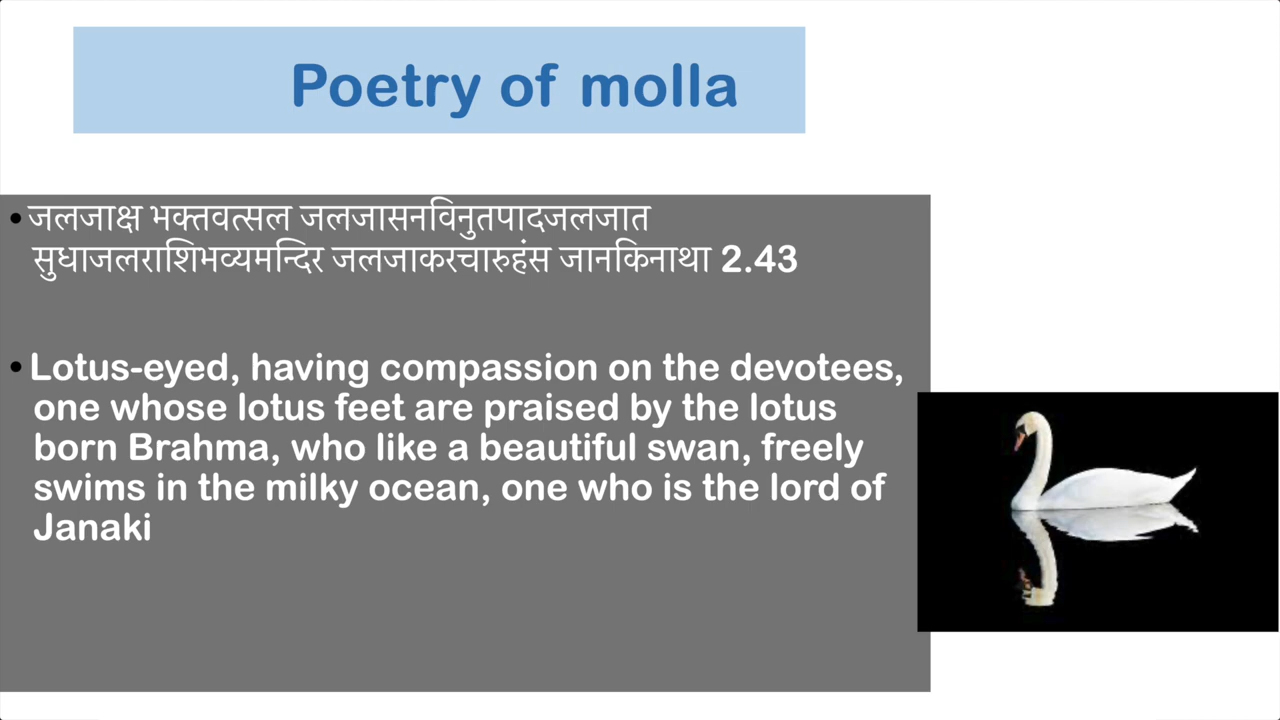 Poetry of molla
• जलजाक्ष भक्तवत्सल जलजासनविनुतपादजलजात
सुधाजलराशिभव्यमन्दिर जलजाकरचारुहंस जानकिनाथा 2.43
• Lotus-eyed, having compassion on the devotees,
one whose lotus feet are praised by the lotus
born Brahma, who like a beautiful swan, freely
swims in the milky ocean, one who is the lord of
Janaki